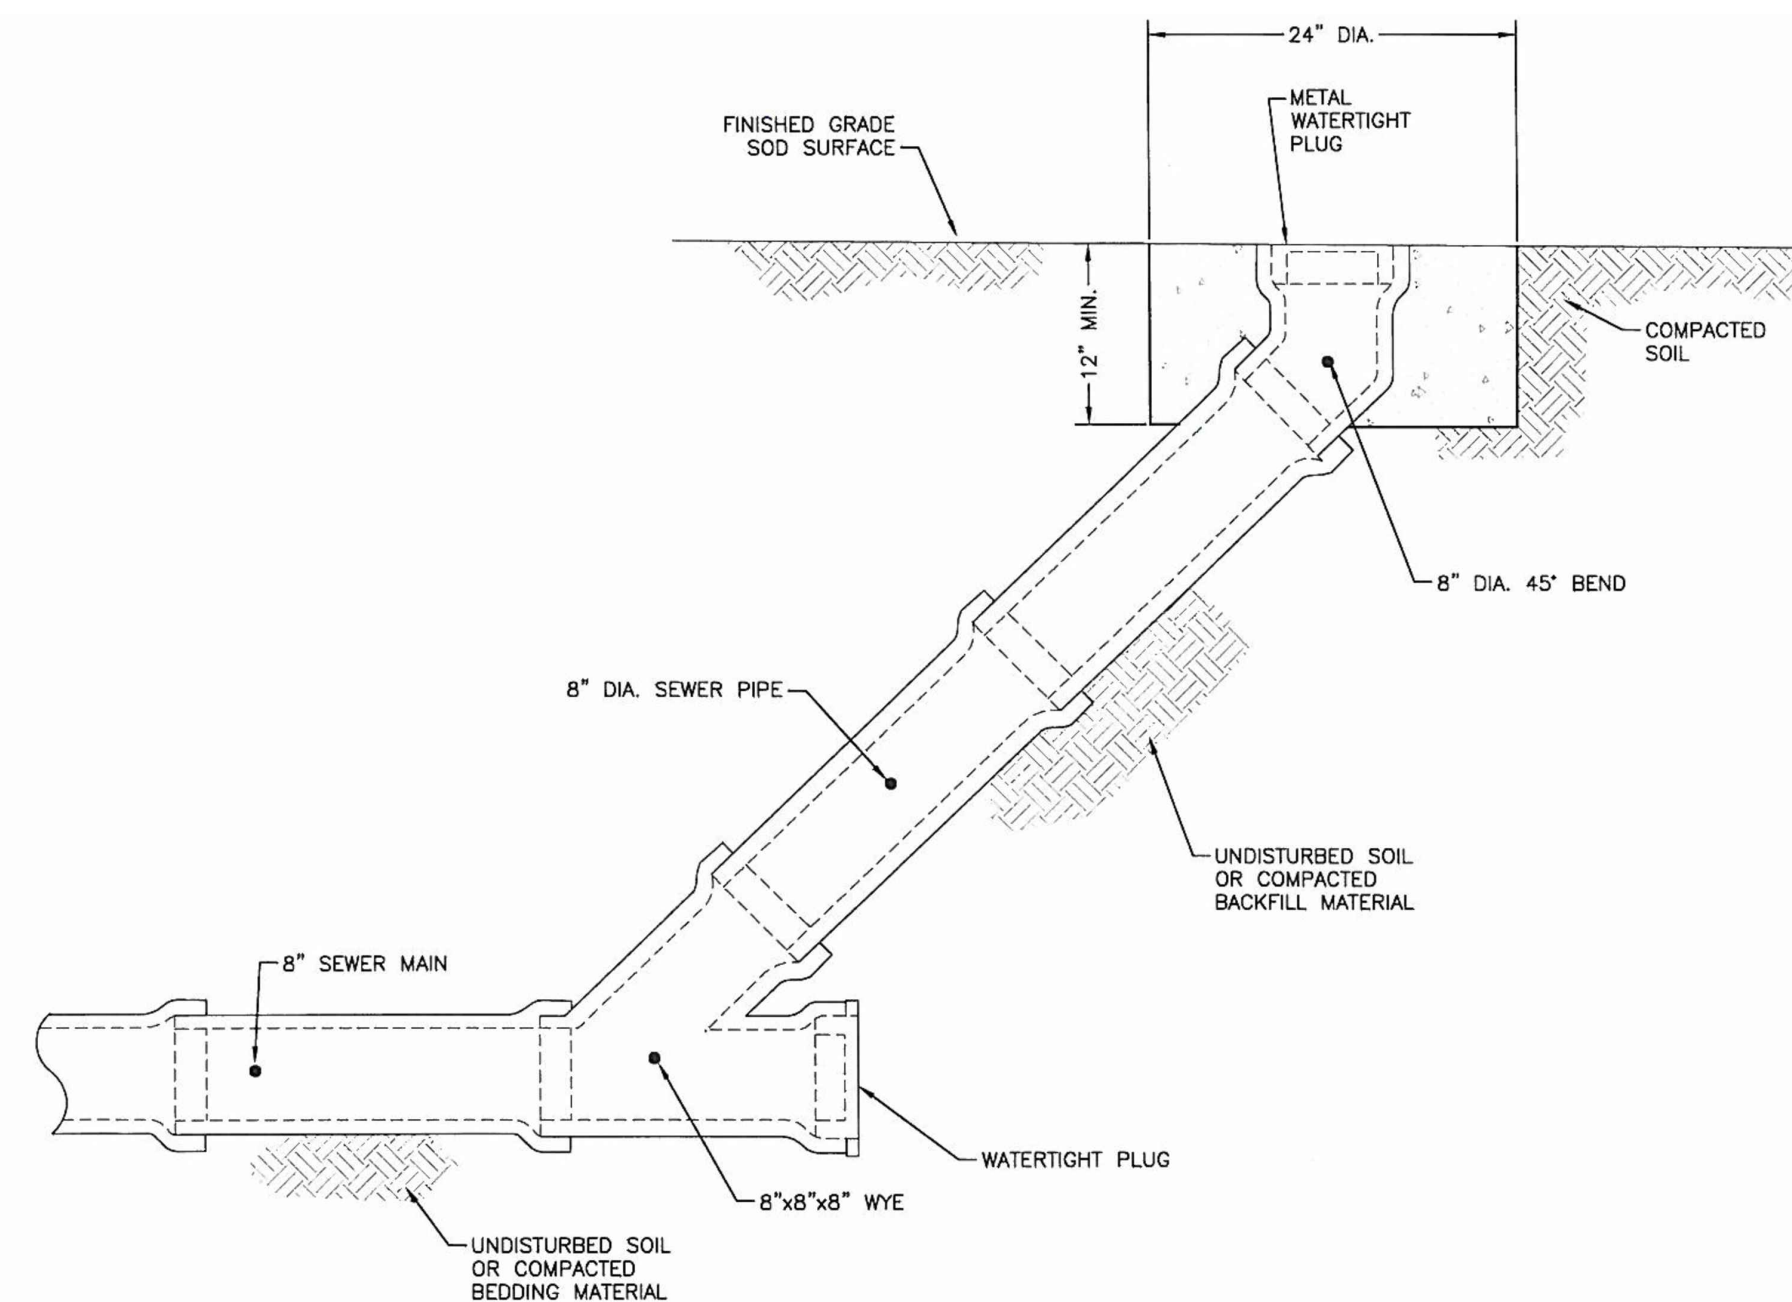 24" DIA.
METAL
WATERTIGHT
PLUG
FINISHED GRADE
SOD SURFACE
12" MIN.
COMPACTED
SOIL
8" DIA. 45° BEND
8" DIA. SEWER PIPE
UNDISTURBED SOIL
OR COMPACTED
BACKFILL MATERIAL
8" SEWER MAIN
WATERTIGHT PLUG
8"x8"x8" WYE
UNDISTURBED SOIL
OR COMPACTED
BEDDING MATERIAL